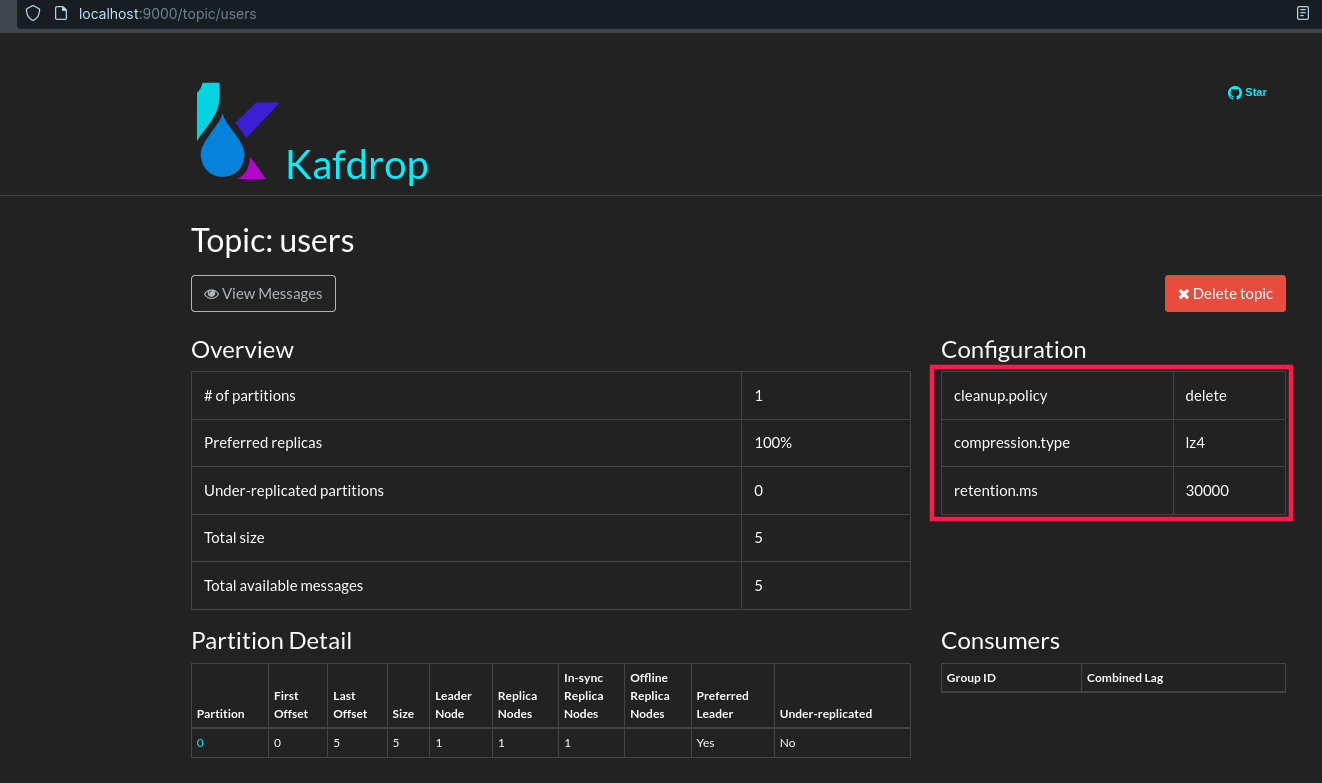 localhost:9000/topic/users
Star
Kafdrop
Topic: users
View Messages
Delete topic
Overview
# of partitions 1
Preferred replicas 100%
Under-replicated partitions 0
Total size 5
Total available messages 5
Configuration
cleanup.policy delete
compression.type lz4
retention.ms 30000
Partition Detail
Partition First Offset Last Offset Size Leader Node Replica Nodes In-sync Replica Nodes Offline Replica Nodes Preferred Leader Under-replicated
0 0 5 5 1 1 1 Yes No
Consumers
Group ID Combined Lag